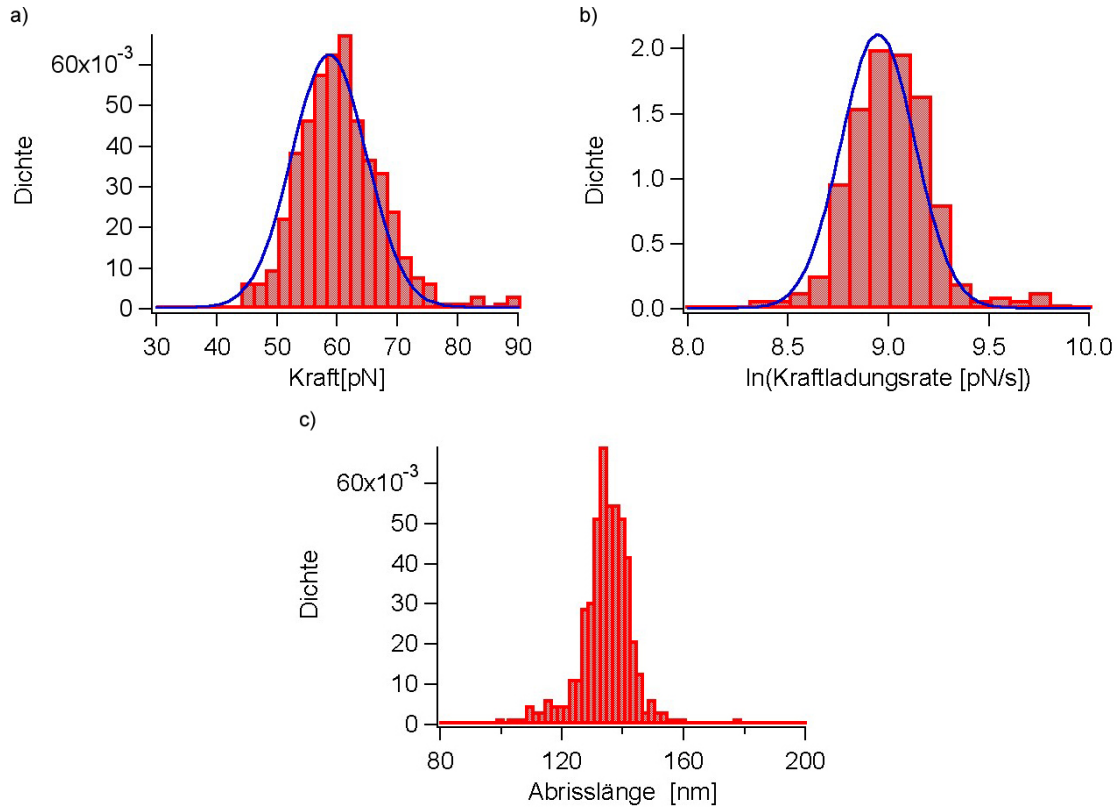 a)
60x10-3
50
40
30
20
10
0
Dichte
30 40 50 60 70 80 90
Kraft[pN]
b)
2.0
1.5
1.0
0.5
0.0
Dichte
8.0 8.5 9.0 9.5 10.0
ln(Kraftladungsrate [pN/s])
c)
60x10-3
50
40
30
20
10
0
Dichte
80 120 160 200
Abrisslänge [nm]